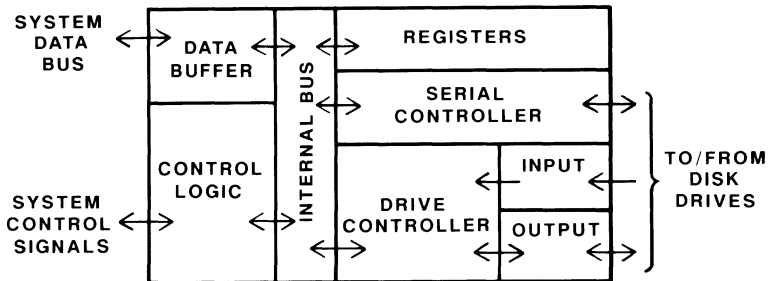 SYSTEM
DATA
BUS
DATA
BUFFER
INTERNAL BUS
REGISTERS
SERIAL
CONTROLLER
CONTROL
LOGIC
SYSTEM
CONTROL
SIGNALS
DRIVE
CONTROLLER
INPUT
OUTPUT
TO/FROM
DISK
DRIVES